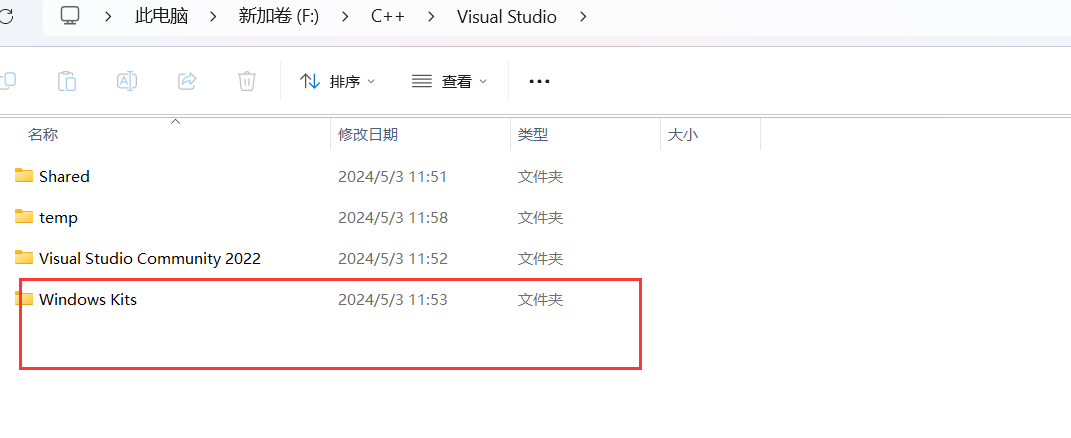 此电脑 > 新加卷 (F:) > C++ > Visual Studio >
排序 查看 •••
名称 修改日期 类型 大小
Shared 2024/5/3 11:51 文件夹
temp 2024/5/3 11:58 文件夹
Visual Studio Community 2022 2024/5/3 11:52 文件夹
Windows Kits 2024/5/3 11:53 文件夹